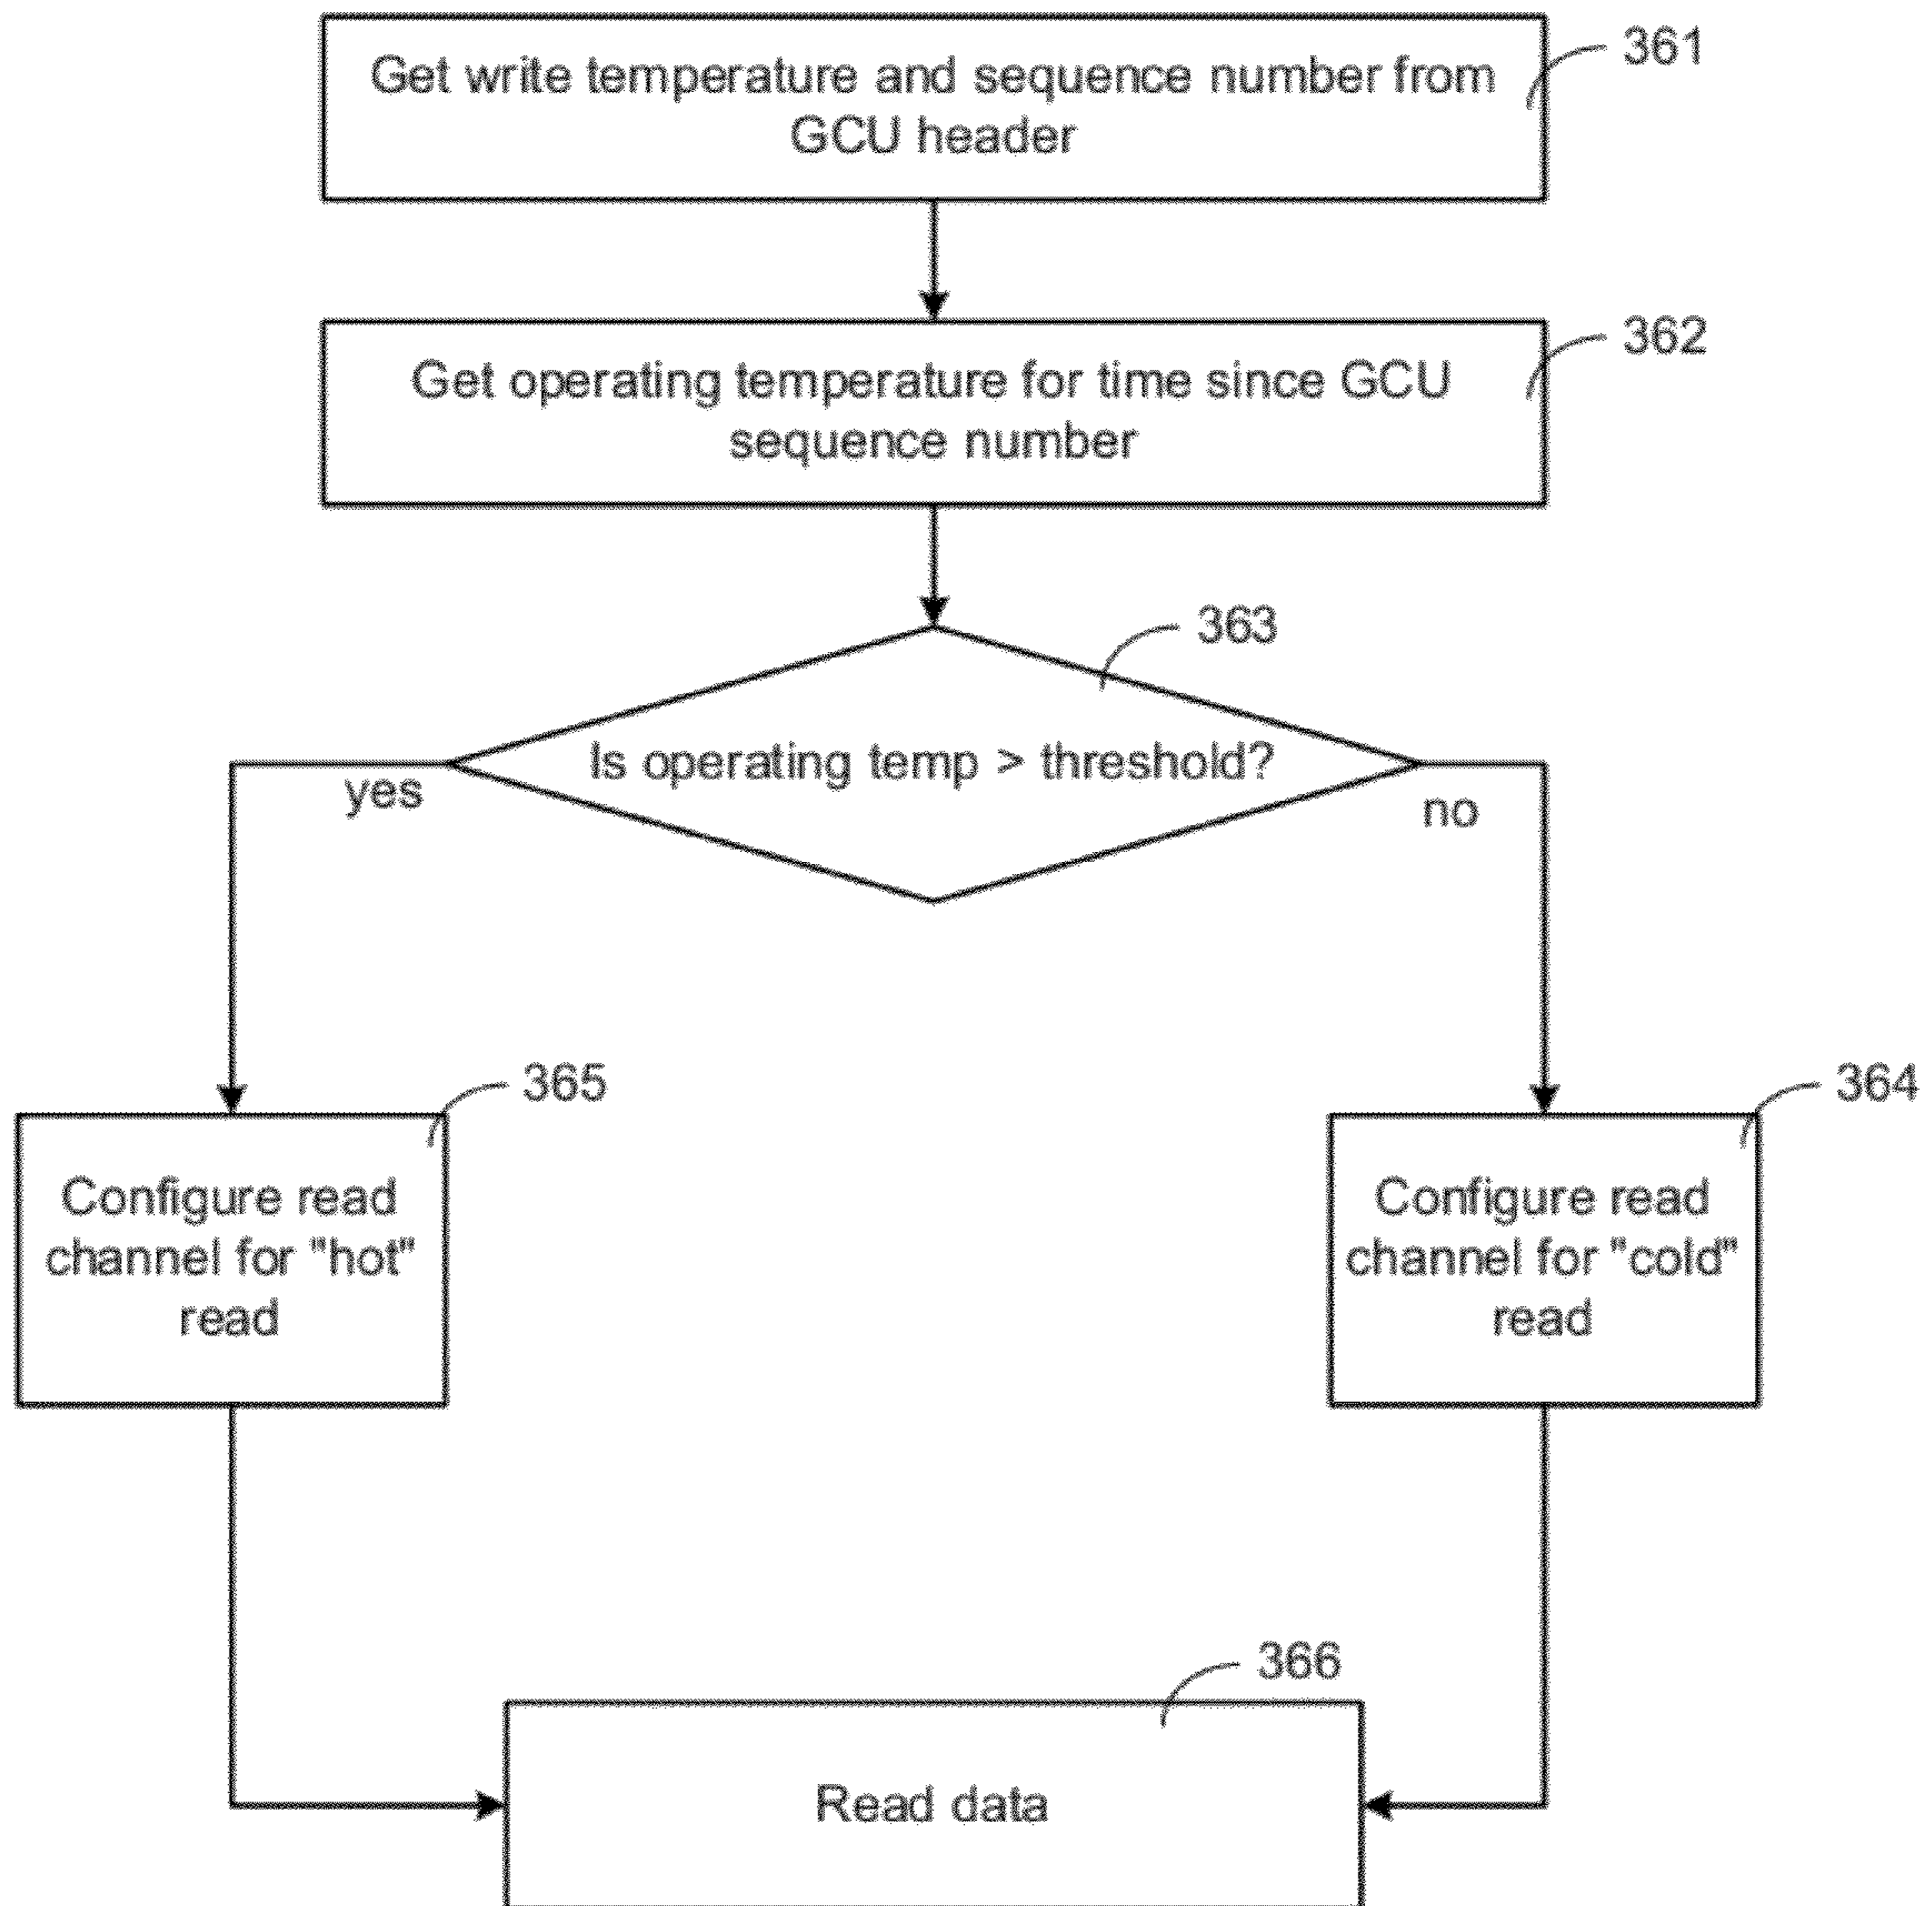 Get write temperature and sequence number from
GCU header
361
Get operating temperature for time since GCU
sequence number
362
363
Is operating temp > threshold?
yes
no
365
Configure read
channel for "hot"
read
364
Configure read
channel for "cold"
read
366
Read data